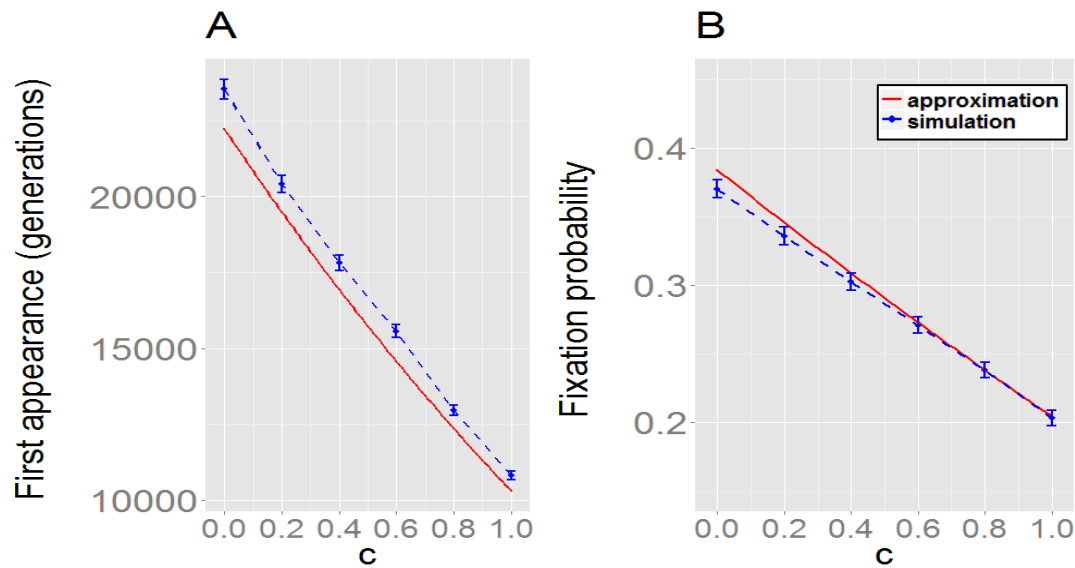 A
First appearance (generations)
20000
15000
10000
0.0 0.2 0.4 0.6 0.8 1.0
C
B
approximation
simulation
Fixation probability
0.4
0.3
0.2
0.0 0.2 0.4 0.6 0.8 1.0
C